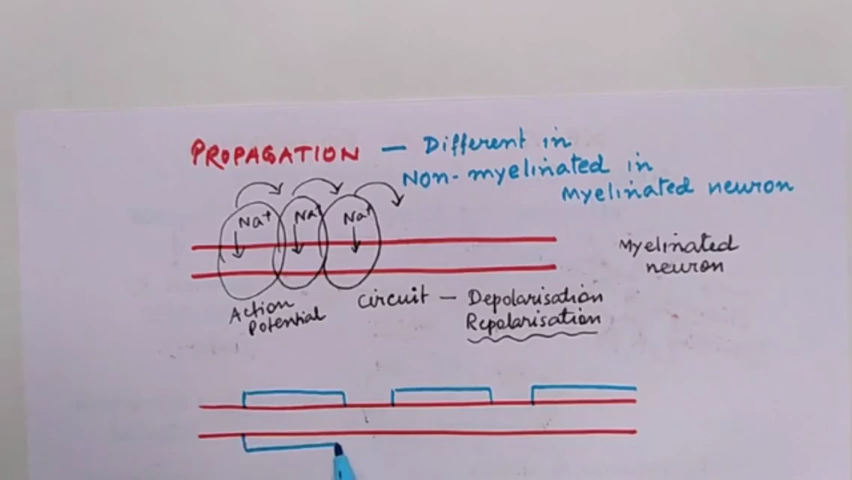 PROPAGATION — Different in
Non-myelinated in
Myelinated neuron
Na+ Na+ Na+
Myelinated
neuron
Action
Potential
Circuit — Depolarisation
Repolarisation